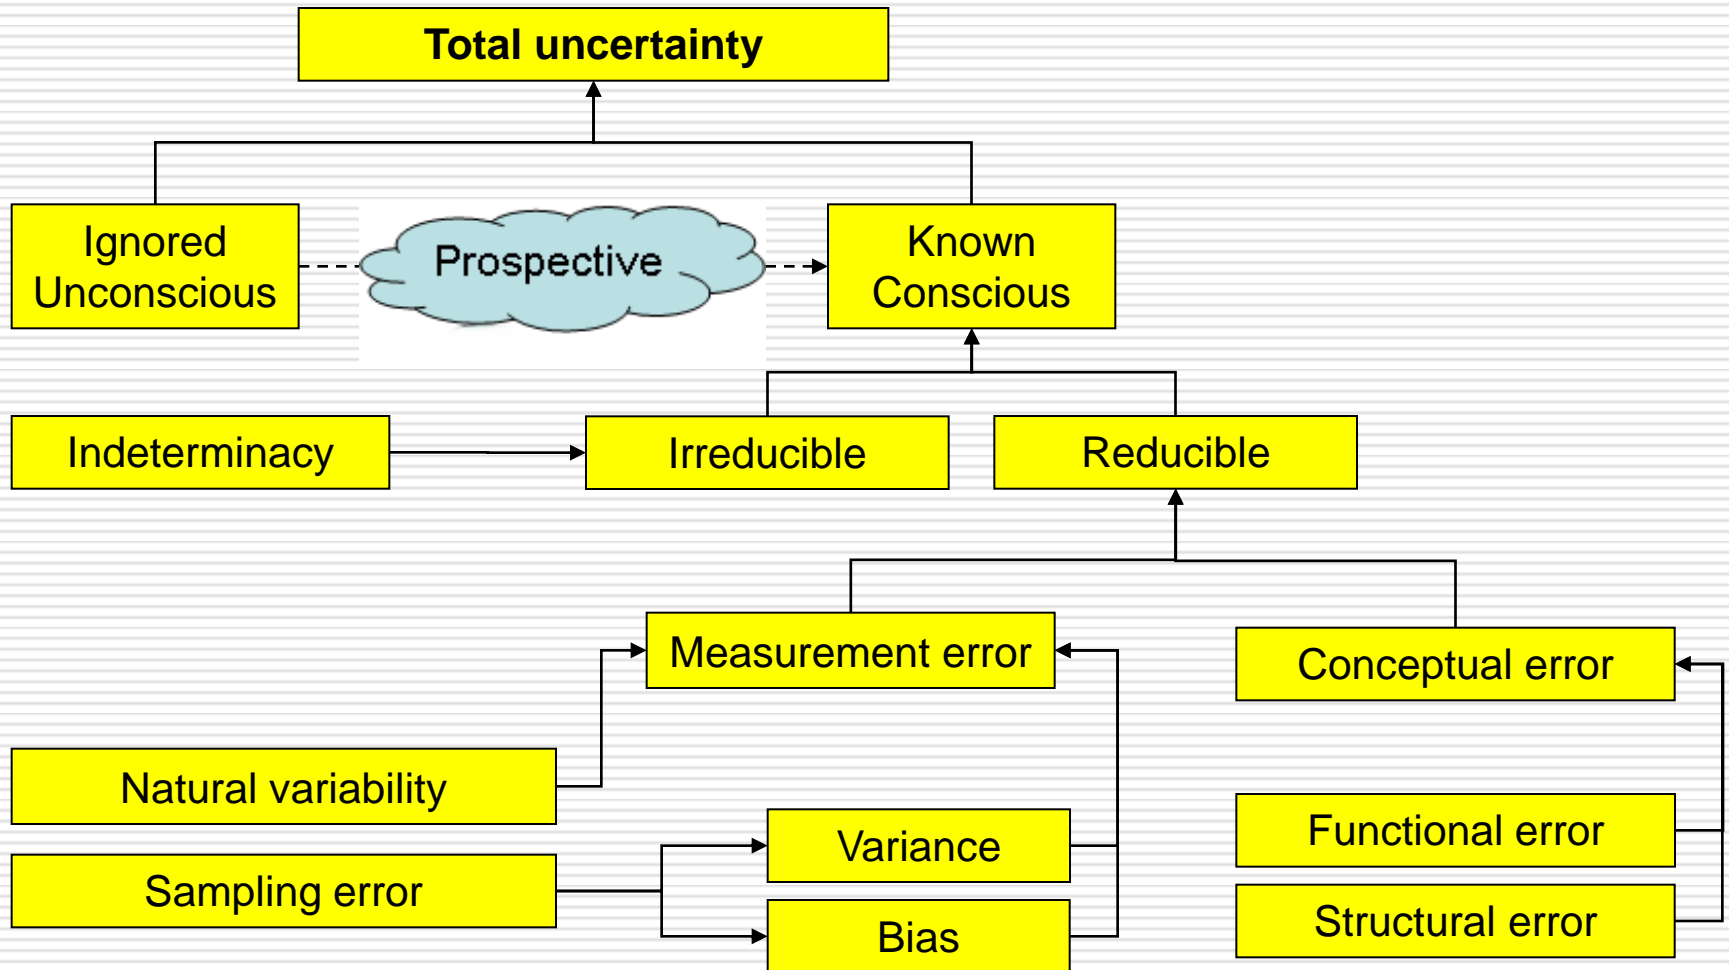 Total uncertainty
Ignored
Unconscious
Prospective
Known
Conscious
Indeterminacy
Irreducible
Reducible
Measurement error
Conceptual error
Natural variability
Variance
Functional error
Sampling error
Bias
Structural error